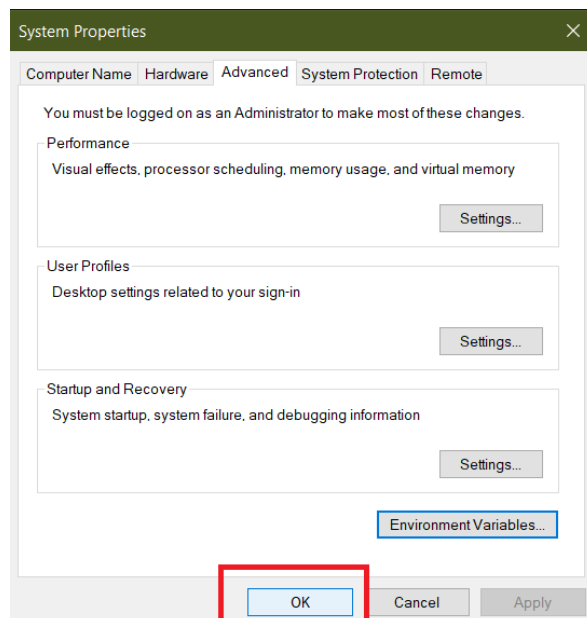 System Properties
Computer Name Hardware Advanced System Protection Remote
You must be logged on as an Administrator to make most of these changes.
Performance
Visual effects, processor scheduling, memory usage, and virtual memory
Settings...
User Profiles
Desktop settings related to your sign-in
Settings...
Startup and Recovery
System startup, system failure, and debugging information
Settings...
Environment Variables...
OK Cancel Apply